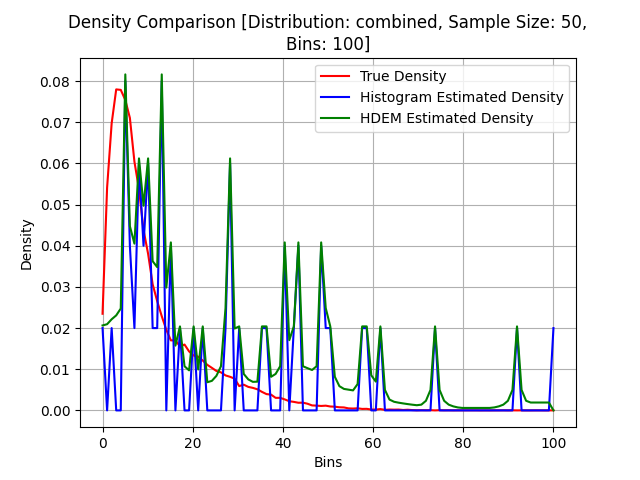 Density Comparison [Distribution: combined, Sample Size: 50,
Bins: 100]
True Density
Histogram Estimated Density
HDEM Estimated Density
Density
0.08
0.07
0.06
0.05
0.04
0.03
0.02
0.01
0.00
0 20 40 60 80 100
Bins